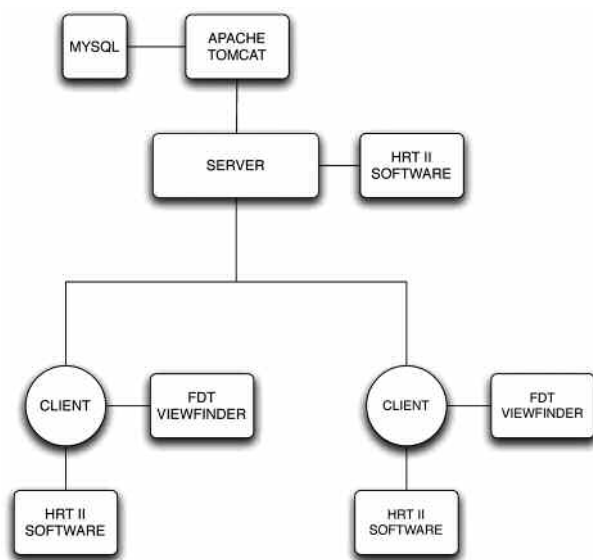 MYSQL
APACHE
TOMCAT
SERVER
HRT II
SOFTWARE
CLIENT
FDT
VIEWFINDER
CLIENT
FDT
VIEWFINDER
HRT II
SOFTWARE
HRT II
SOFTWARE